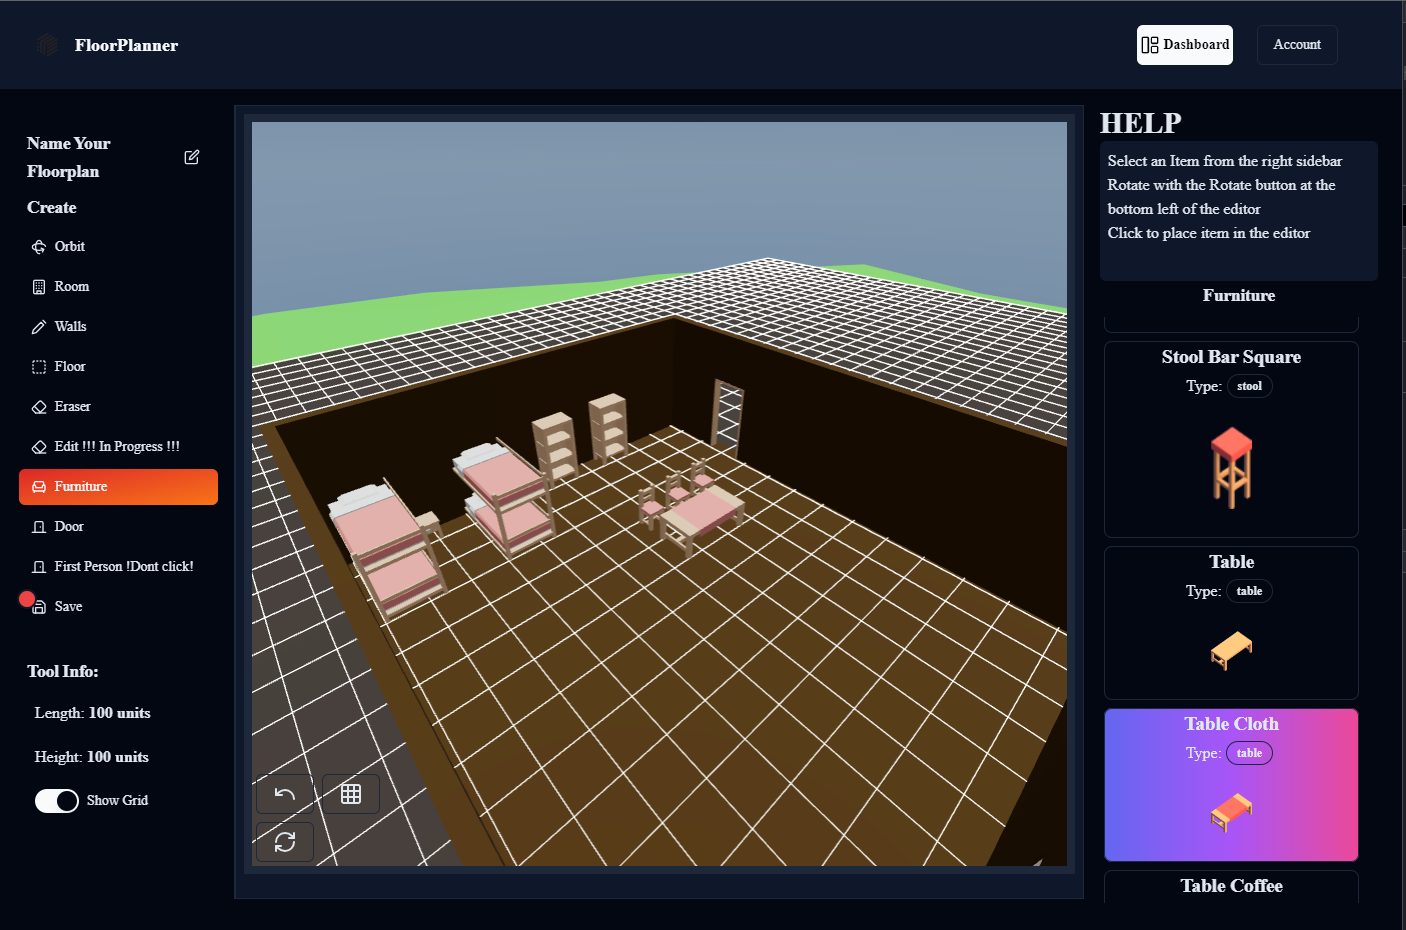 FloorPlanner
Dashboard
Account
Name Your
Floorplan
Create
Orbit
Room
Walls
Floor
Eraser
Edit !!! In Progress !!!
Furniture
Door
First Person !Dont click!
Save
Tool Info:
Length: 100 units
Height: 100 units
Show Grid
HELP
Select an Item from the right sidebar
Rotate with the Rotate button at the
bottom left of the editor
Click to place item in the editor
Furniture
Stool Bar Square
Type: stool
Table
Type: table
Table Cloth
Type: table
Table Coffee